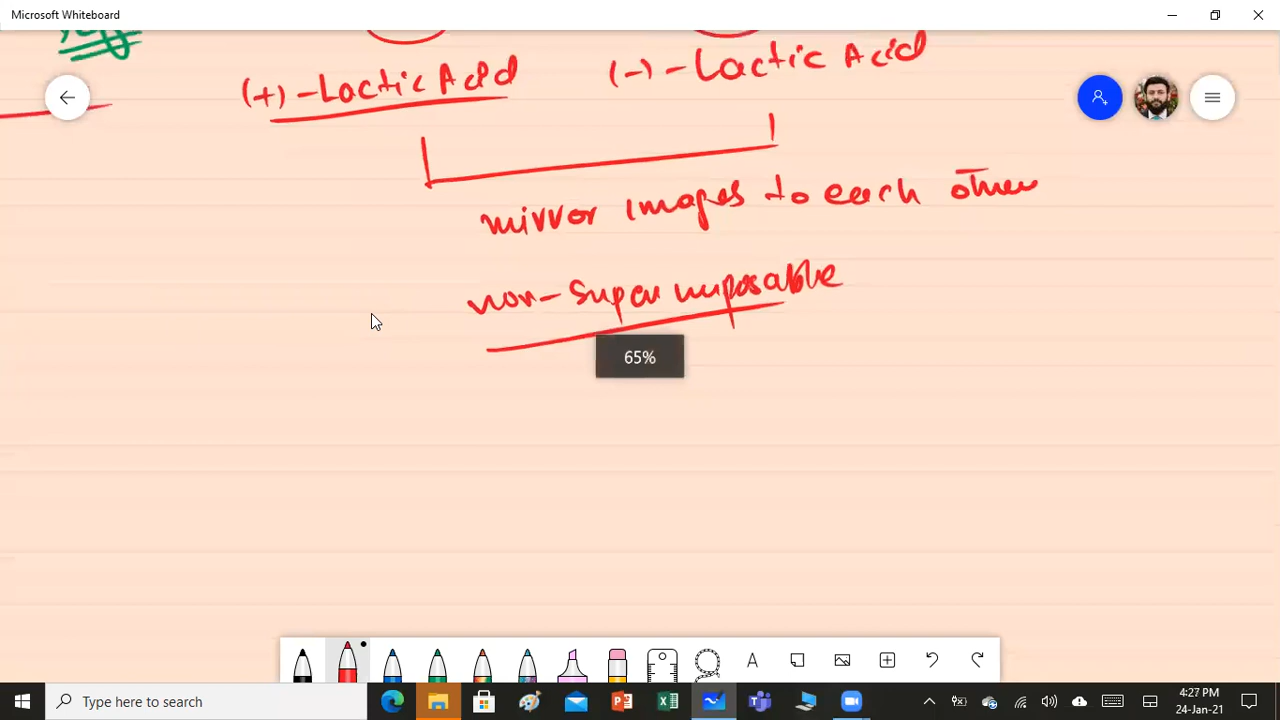 Microsoft Whiteboard
(+) - Lactic Acid (-) - Lactic Acid
mirror images to each other
non-Superimposable
65%
A
Type here to search
4:27 PM
24-Jan-21